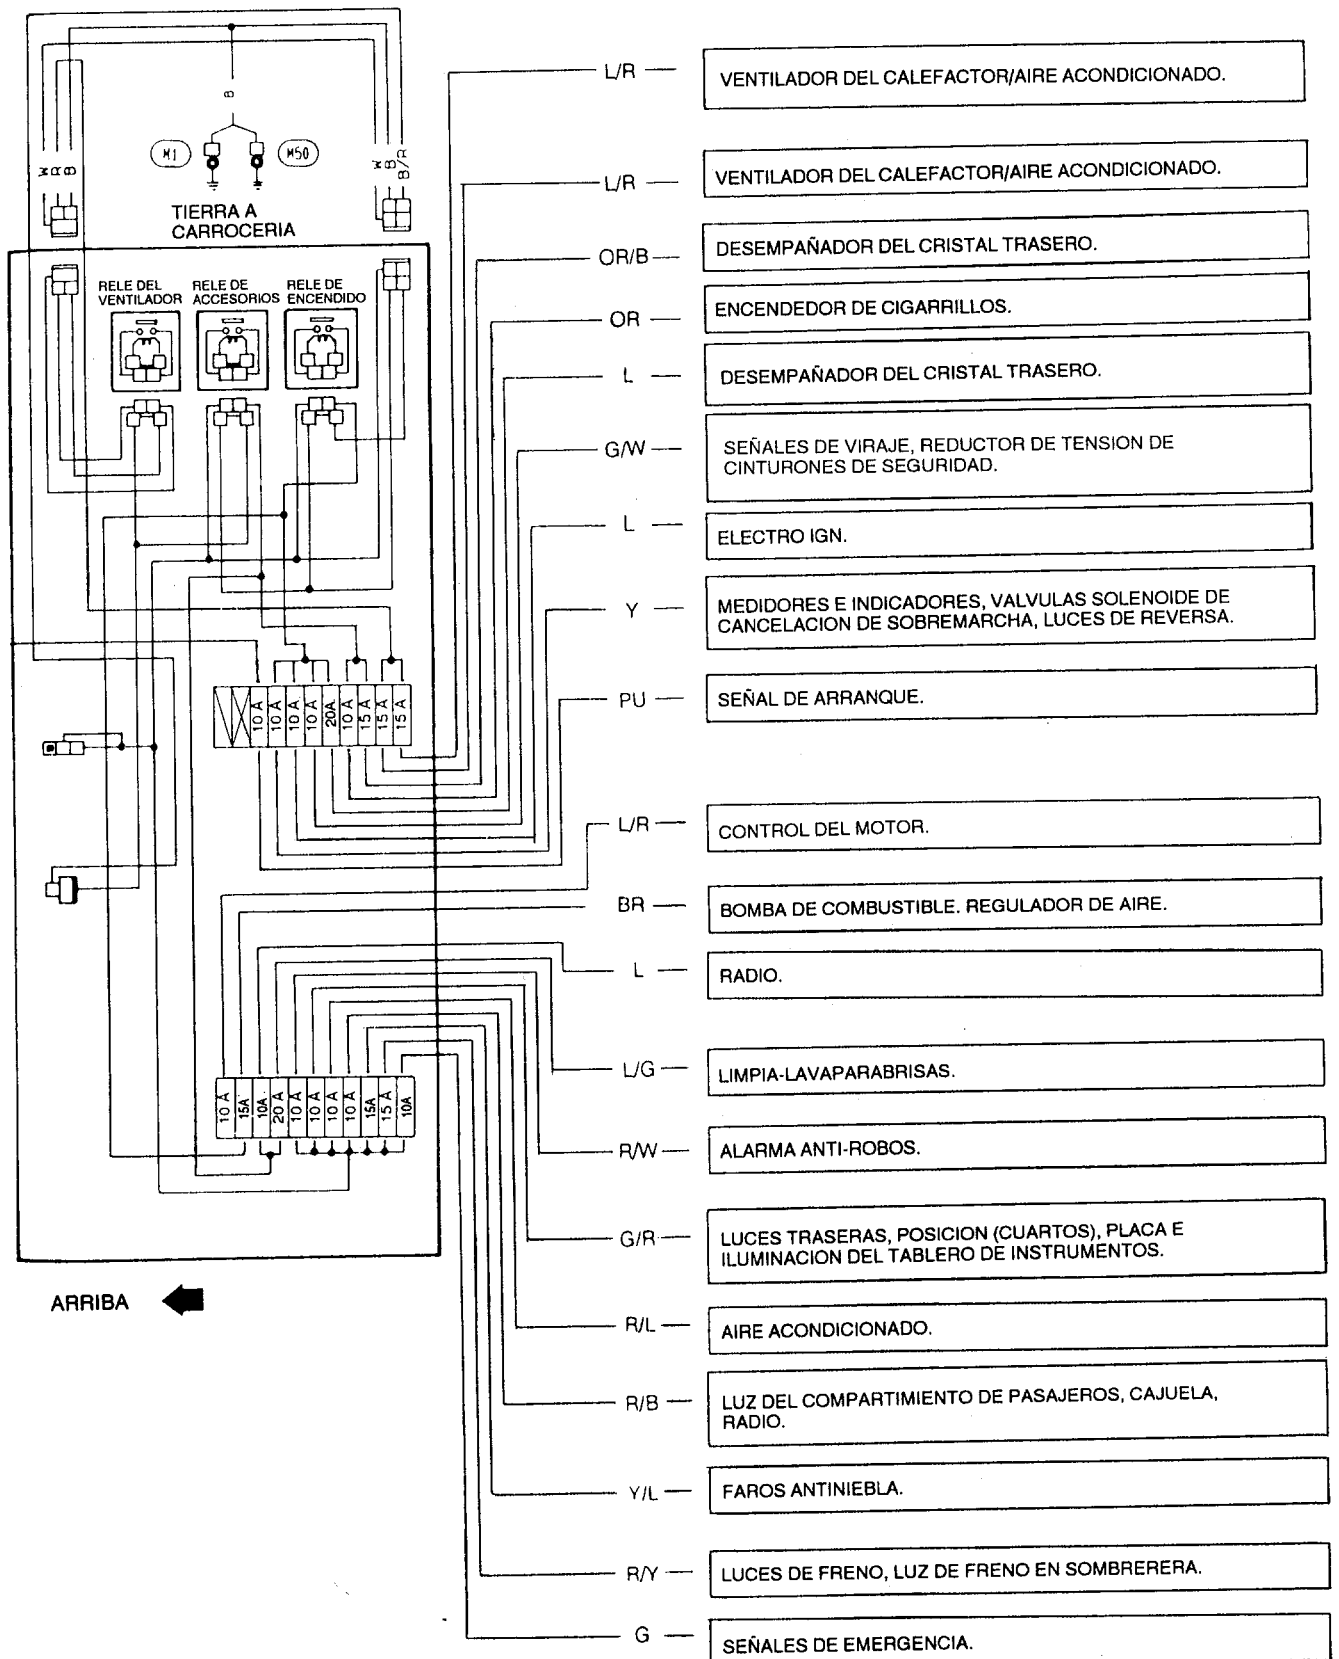 L/R
VENTILADOR DEL CALEFACTOR/AIRE ACONDICIONADO.
L/R
VENTILADOR DEL CALEFACTOR/AIRE ACONDICIONADO.
OR/B
DESEMPAÑADOR DEL CRISTAL TRASERO.
OR
ENCENDEDOR DE CIGARRILLOS.
L
DESEMPAÑADOR DEL CRISTAL TRASERO.
G/W
SEÑALES DE VIRAJE, REDUCTOR DE TENSION DE
CINTURONES DE SEGURIDAD.
L
ELECTRO IGN.
Y
MEDIDORES E INDICADORES, VALVULAS SOLENOIDE DE
CANCELACION DE SOBREMARCHA, LUCES DE REVERSA.
PU
SEÑAL DE ARRANQUE.
L/R
CONTROL DEL MOTOR.
BR
BOMBA DE COMBUSTIBLE. REGULADOR DE AIRE.
L
RADIO.
L/G
LIMPIA-LAVAPARABRISAS.
R/W
ALARMA ANTI-ROBOS.
G/R
LUCES TRASERAS, POSICION (CUARTOS), PLACA E
ILUMINACION DEL TABLERO DE INSTRUMENTOS.
R/L
AIRE ACONDICIONADO.
R/B
LUZ DEL COMPARTIMIENTO DE PASAJEROS, CAJUELA,
RADIO.
Y/L
FAROS ANTINIEBLA.
R/Y
LUCES DE FRENO, LUZ DE FRENO EN SOMBRERERA.
G
SEÑALES DE EMERGENCIA.
B
M1
M50
W
R
B
W
B
B/R
TIERRA A
CARROCERIA
RELE DEL
VENTILADOR
RELE DE
ACCESORIOS
RELE DE
ENCENDIDO
10 A
10 A
10 A
10 A
20A.
10 A
15 A
15 A
15 A
10 A
15A
10A
20 A
10 A
10 A
10 A
10 A
15A
15 A
10A
ARRIBA